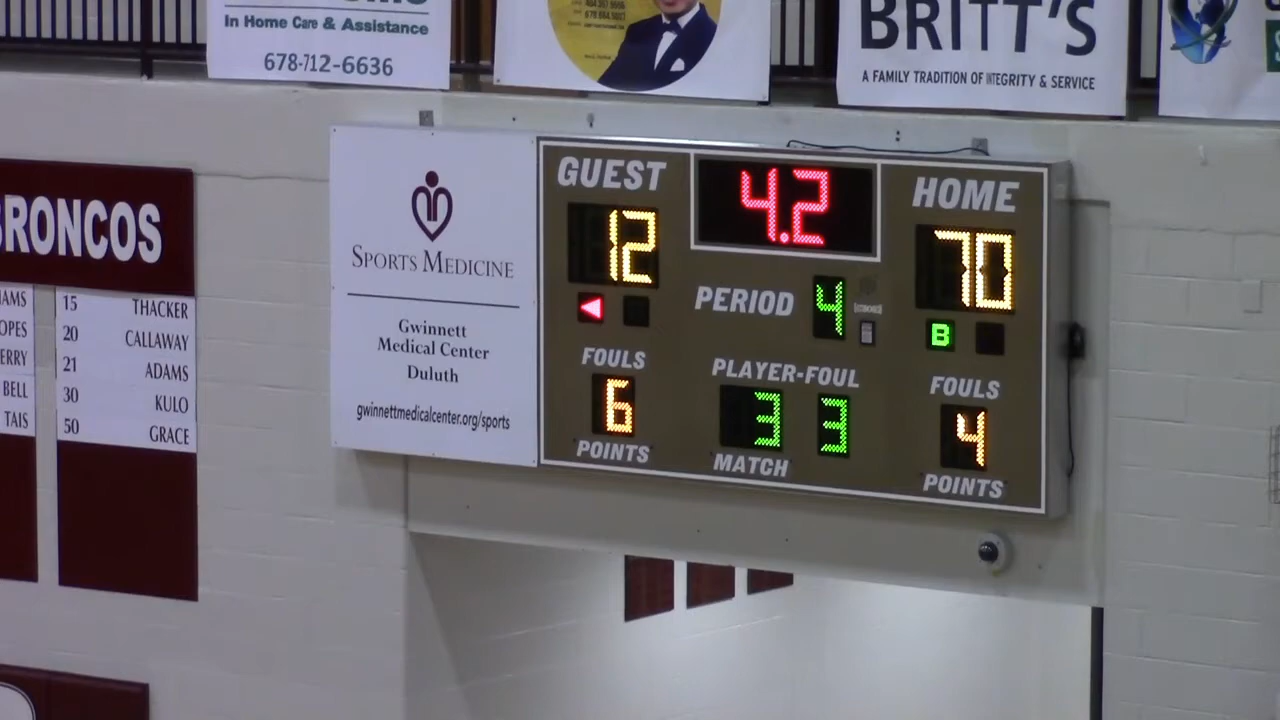 In Home Care & Assistance
678-712-6636
BRITT'S
A FAMILY TRADITION OF INTEGRITY & SERVICE
BRONCOS
15 THACKER
20 CALLAWAY
21 ADAMS
BELL 30 KULO
TAIS 50 GRACE
SPORTS MEDICINE
Gwinnett
Medical Center
Duluth
gwinnettmedicalcenter.org/sports
GUEST 4.2 HOME
12 70
PERIOD 4
B
FOULS PLAYER-FOUL FOULS
6 3 3 4
POINTS MATCH POINTS